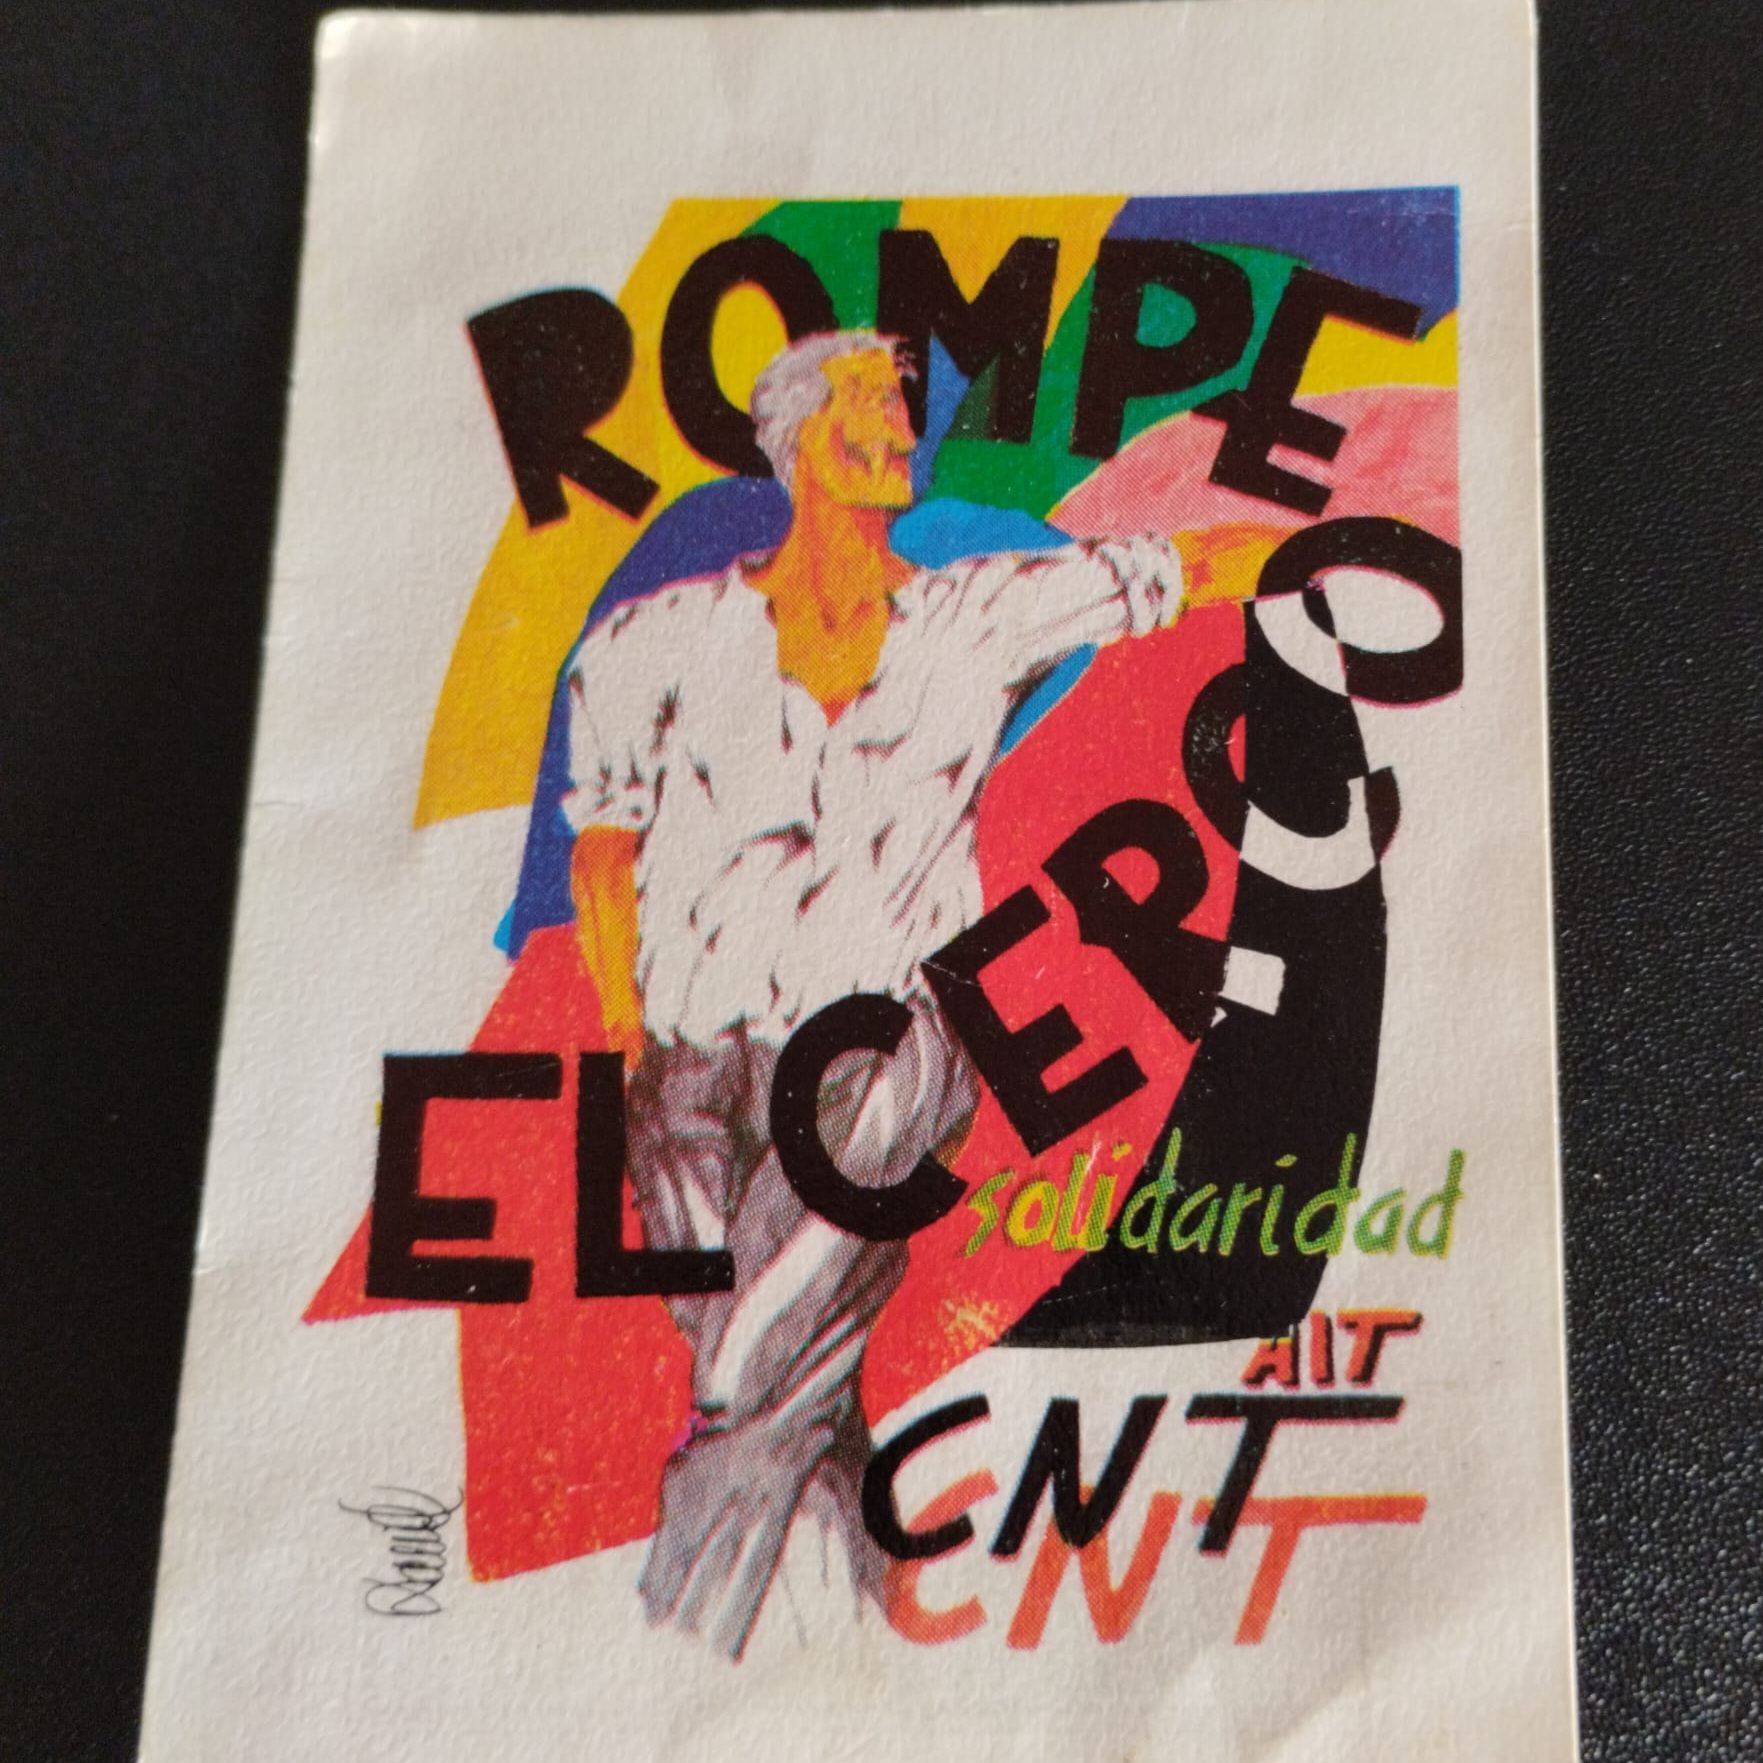 ROMPE
EL CERCO
solidaridad
AIT
CNT
CNT